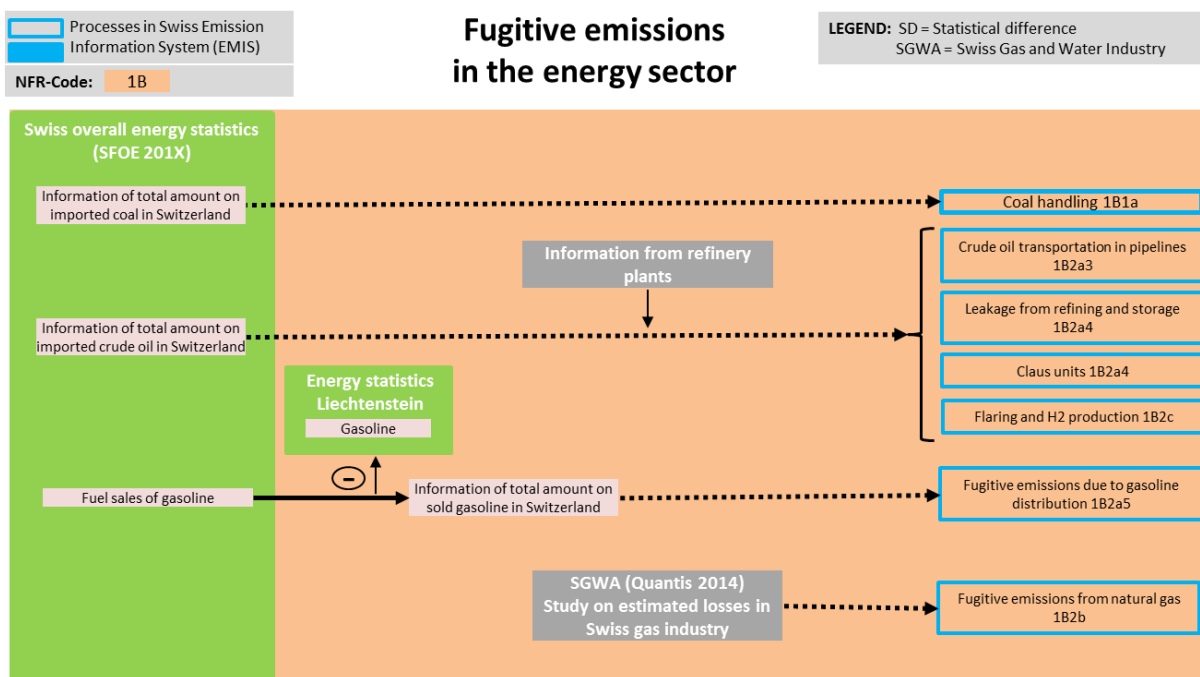 Processes in Swiss Emission
Information System (EMIS)
NFR-Code: 1B
Fugitive emissions
in the energy sector
LEGEND: SD = Statistical difference
SGWA = Swiss Gas and Water Industry
Swiss overall energy statistics
(SFOE 201X)
Information of total amount on
imported coal in Switzerland
Coal handling 1B1a
Information from refinery
plants
Crude oil transportation in pipelines
1B2a3
Leakage from refining and storage
1B2a4
Information of total amount on
imported crude oil in Switzerland
Claus units 1B2a4
Flaring and H2 production 1B2c
Energy statistics
Liechtenstein
Gasoline
-
Fuel sales of gasoline
Information of total amount on
sold gasoline in Switzerland
Fugitive emissions due to gasoline
distribution 1B2a5
SGWA (Quantis 2014)
Study on estimated losses in
Swiss gas industry
Fugitive emissions from natural gas
1B2b